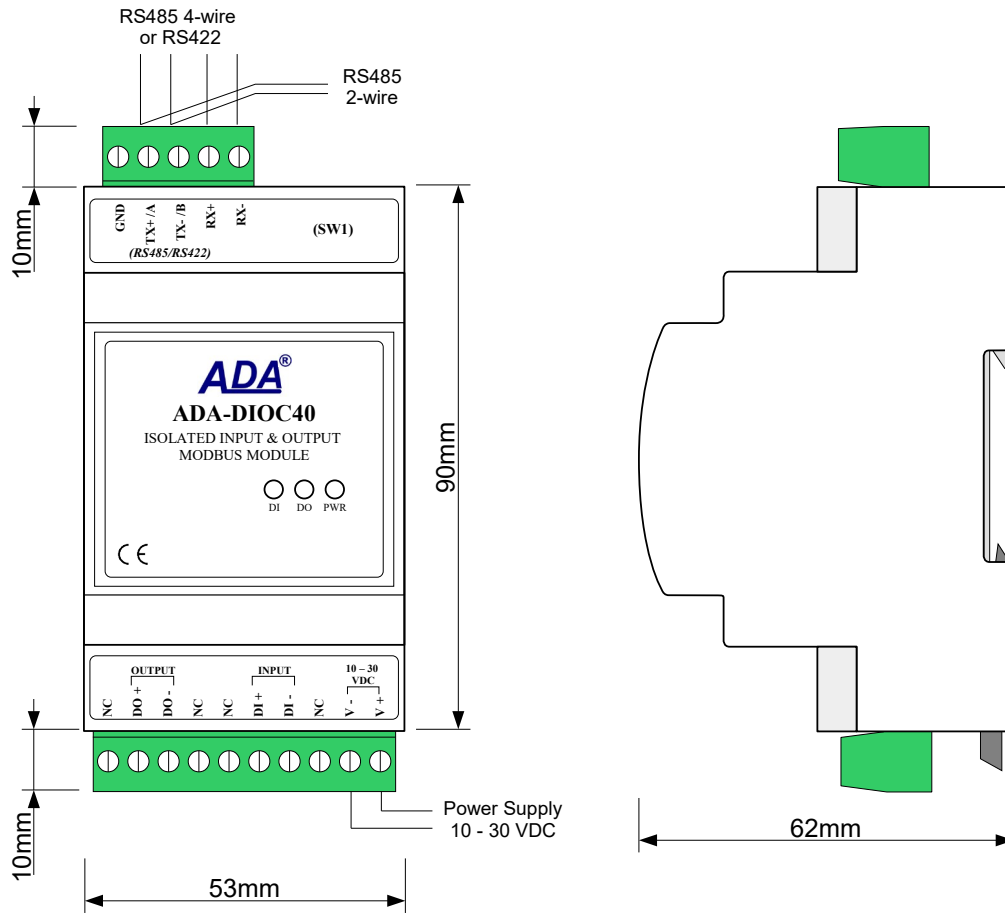 RS485 4-wire
or RS422
RS485
2-wire
10mm
GND
TX+ /A
TX- /B
RX+
RX-
(SW1)
(RS485/RS422)
ADA®
ADA-DIOC40
ISOLATED INPUT & OUTPUT
MODBUS MODULE
DI DO PWR
CE
90mm
OUTPUT
INPUT
10 – 30
VDC
NC
DO +
DO -
NC
NC
DI +
DI -
NC
V -
V +
10mm
Power Supply
10 - 30 VDC
53mm
62mm